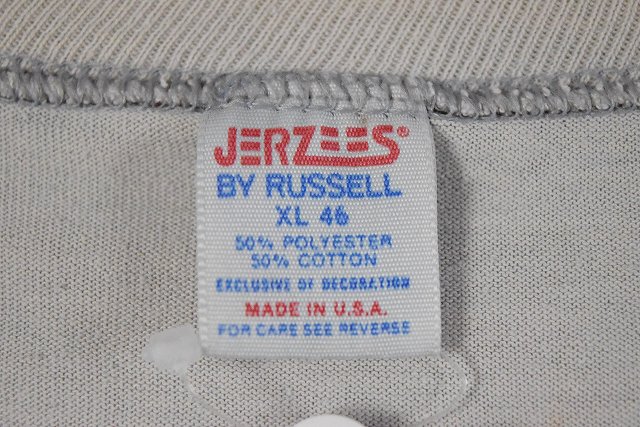 JERZEES®
BY RUSSELL
XL 46
50% POLYESTER
50% COTTON
EXCLUSIVE OF DECORATION
MADE IN U.S.A.
FOR CARE SEE REVERSE